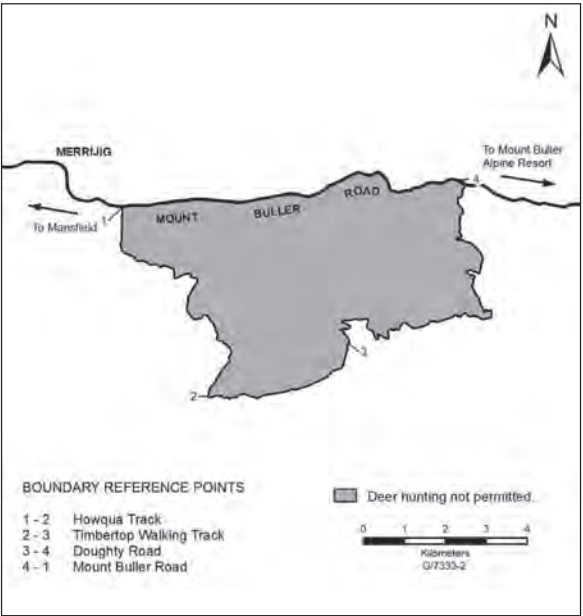 N
MERRIJIG
To Mount Buller
Alpine Resort
4
ROAD
BULLER
MOUNT
1
To Mansfield
3
2
BOUNDARY REFERENCE POINTS
1 - 2 Howqua Track
2 - 3 Timbertop Walking Track
3 - 4 Doughty Road
4 - 1 Mount Buller Road
Deer hunting not permitted.
0 1 2 3 4
Kilometers
G/7333-2